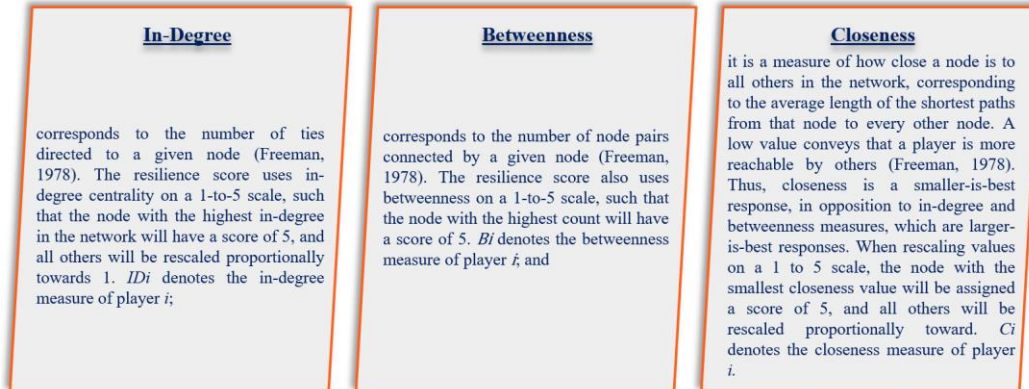 In-Degree
corresponds to the number of ties
directed to a given node (Freeman,
1978). The resilience score uses in-
degree centrality on a 1-to-5 scale, such
that the node with the highest in-degree
in the network will have a score of 5, and
all others will be rescaled proportionally
towards 1. IDi denotes the in-degree
measure of player i;
Betweenness
corresponds to the number of node pairs
connected by a given node (Freeman,
1978). The resilience score also uses
betweenness on a 1-to-5 scale, such that
the node with the highest count will have
a score of 5. Bi denotes the betweenness
measure of player i; and
Closeness
it is a measure of how close a node is to
all others in the network, corresponding
to the average length of the shortest paths
from that node to every other node. A
low value conveys that a player is more
reachable by others (Freeman, 1978).
Thus, closeness is a smaller-is-best
response, in opposition to in-degree and
betweenness measures, which are larger-
is-best responses. When rescaling values
on a 1 to 5 scale, the node with the
smallest closeness value will be assigned
a score of 5, and all others will be
rescaled proportionally toward. Ci
denotes the closeness measure of player
i.